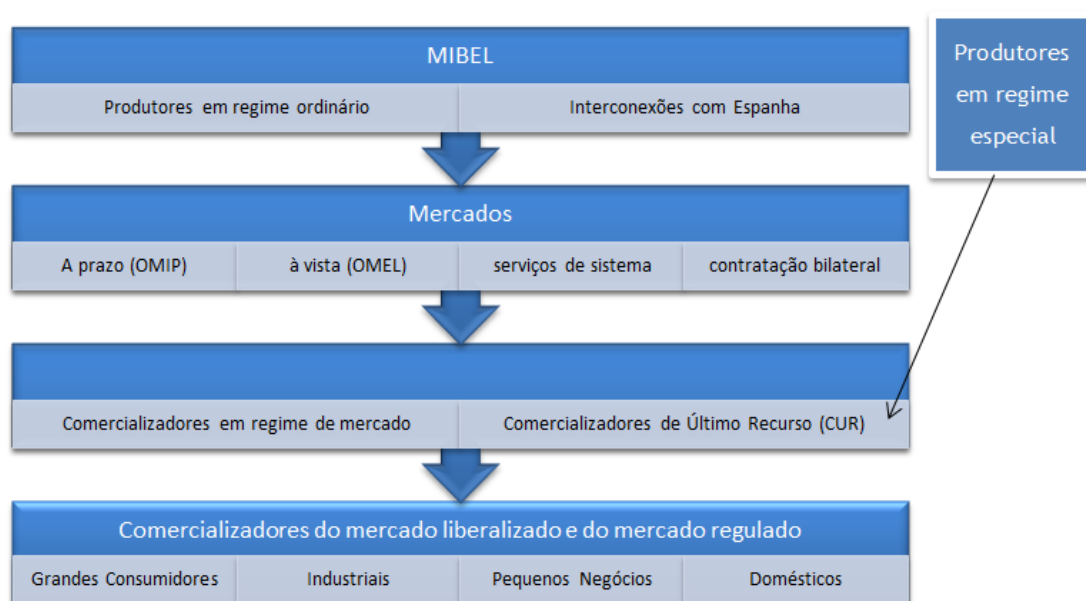 MIBEL
Produtores em regime ordinário
Interconexões com Espanha
Produtores
em regime
especial
Mercados
A prazo (OMIP)
à vista (OMEL)
serviços de sistema
contratação bilateral
Comercializadores em regime de mercado
Comercializadores de Último Recurso (CUR)
Comercializadores do mercado liberalizado e do mercado regulado
Grandes Consumidores
Industriais
Pequenos Negócios
Domésticos